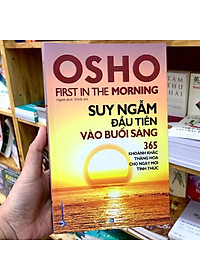 OSHO
FIRST IN THE MORNING
SUY NGẪM
ĐẦU TIÊN
VÀO BUỔI SÁNG
365
KHOẢNH KHẮC
THĂNG HOA
CHO NGÀY MỚI
TỈNH THỨC